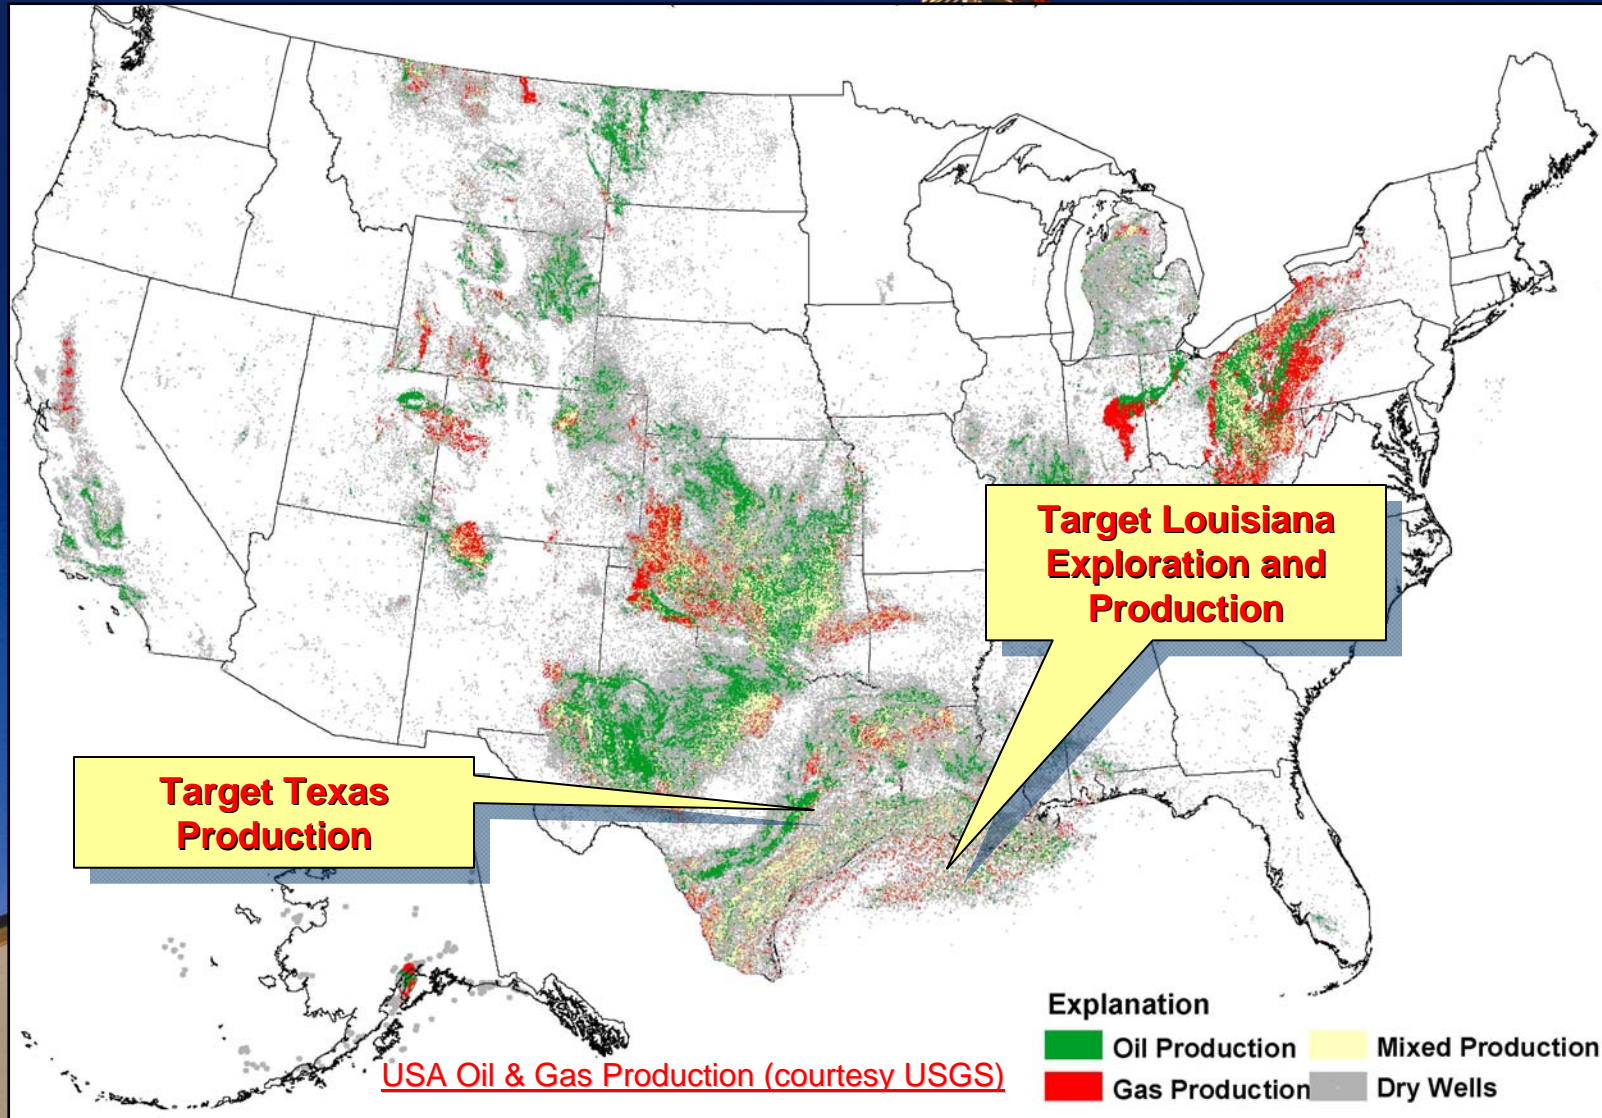 Target Louisiana
Exploration and
Production
Target Texas
Production
Explanation
Oil Production
Mixed Production
Gas Production
Dry Wells
USA Oil & Gas Production (courtesy USGS)